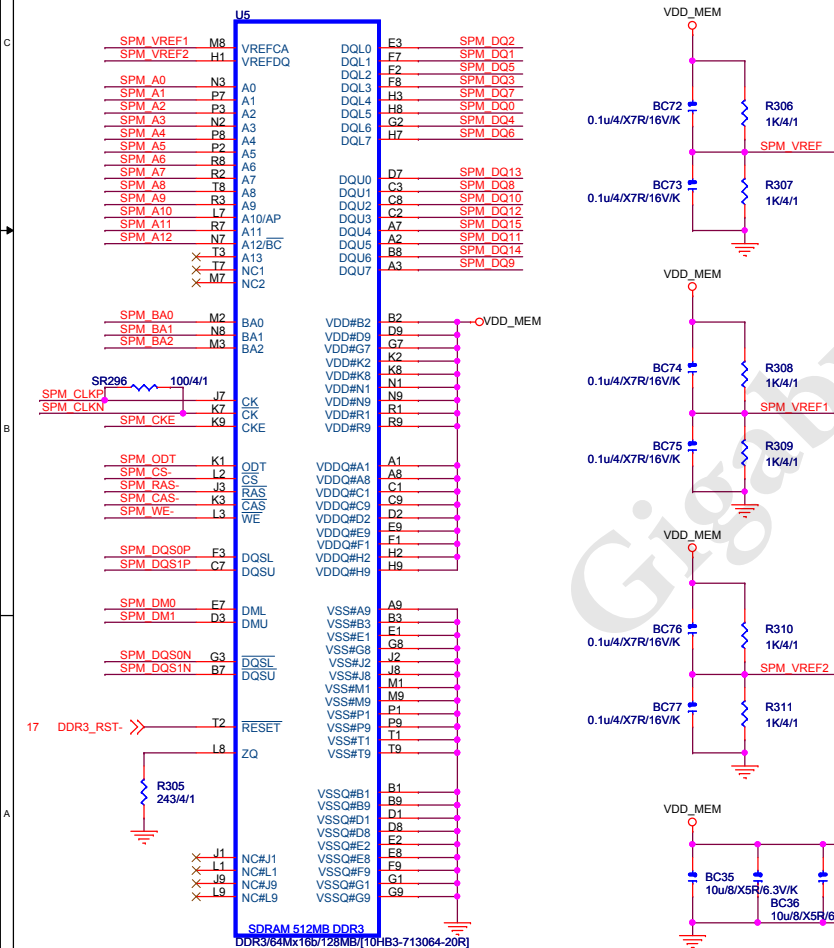 U5
SPM_VREF1 M8 VREFCA
SPM_VREF2 H1 VREFDQ
SPM_A0 N3 A0
SPM_A1 P7 A1
SPM_A2 P3 A2
SPM_A3 N2 A3
SPM_A4 P8 A4
SPM_A5 P2 A5
SPM_A6 R8 A6
SPM_A7 R2 A7
SPM_A8 T8 A8
SPM_A9 R3 A9
SPM_A10 L7 A10/AP
SPM_A11 R7 A11
SPM_A12 N7 A12/BC
T3 A13
T7 NC1
M7 NC2
SPM_BA0 M2 BA0
SPM_BA1 N8 BA1
SPM_BA2 M3 BA2
SR296 100/4/1
SPM_CLKP J7 CK
SPM_CLKN K7 CK
SPM_CKE K9 CKE
SPM_ODT K1 ODT
SPM_CS- L2 CS
SPM_RAS- J3 RAS
SPM_CAS- K3 CAS
SPM_WE- L3 WE
SPM_DQS0P F3 DQSL
SPM_DQS1P C7 DQSU
SPM_DM0 E7 DML
SPM_DM1 D3 DMU
SPM_DQS0N G3 DQSL
SPM_DQS1N B7 DQSU
17 DDR3_RST- T2 RESET
L8 ZQ
R305
243/4/1
J1 NC#J1
L1 NC#L1
J9 NC#J9
L9 NC#L9
DQL0 E3 SPM_DQ2
DQL1 F7 SPM_DQ1
DQL2 F2 SPM_DQ5
DQL3 F8 SPM_DQ3
DQL4 H3 SPM_DQ7
DQL5 H8 SPM_DQ0
DQL6 G2 SPM_DQ4
DQL7 H7 SPM_DQ6
DQU0 D7 SPM_DQ13
DQU1 C3 SPM_DQ8
DQU2 C8 SPM_DQ10
DQU3 C2 SPM_DQ12
DQU4 A7 SPM_DQ15
DQU5 A2 SPM_DQ11
DQU6 B8 SPM_DQ14
DQU7 A3 SPM_DQ9
VDD#B2 B2 VDD_MEM
VDD#D9 D9
VDD#G7 G7
VDD#K2 K2
VDD#K8 K8
VDD#N1 N1
VDD#N9 N9
VDD#R1 R1
VDD#R9 R9
VDDQ#A1 A1
VDDQ#A8 A8
VDDQ#C1 C1
VDDQ#C9 C9
VDDQ#D2 D2
VDDQ#E9 E9
VDDQ#F1 F1
VDDQ#H2 H2
VDDQ#H9 H9
VSS#A9 A9
VSS#B3 B3
VSS#E1 E1
VSS#G8 G8
VSS#J2 J2
VSS#J8 J8
VSS#M1 M1
VSS#M9 M9
VSS#P1 P1
VSS#P9 P9
VSS#T1 T1
VSS#T9 T9
VSSQ#B1 B1
VSSQ#B9 B9
VSSQ#D1 D1
VSSQ#D8 D8
VSSQ#E2 E2
VSSQ#E8 E8
VSSQ#F9 F9
VSSQ#G1 G1
VSSQ#G9 G9
SDRAM 512MB DDR3
DDR3/64Mx16b/128MB/[10HB3-713064-20R]
VDD_MEM
BC72
0.1u/4/X7R/16V/K
R306
1K/4/1
SPM_VREF
BC73
0.1u/4/X7R/16V/K
R307
1K/4/1
VDD_MEM
BC74
0.1u/4/X7R/16V/K
R308
1K/4/1
SPM_VREF1
BC75
0.1u/4/X7R/16V/K
R309
1K/4/1
VDD_MEM
BC76
0.1u/4/X7R/16V/K
R310
1K/4/1
SPM_VREF2
BC77
0.1u/4/X7R/16V/K
R311
1K/4/1
VDD_MEM
BC35
10u/8/X5R/6.3V/K
BC36
10u/8/X5R/6
C
B
A
Gigab